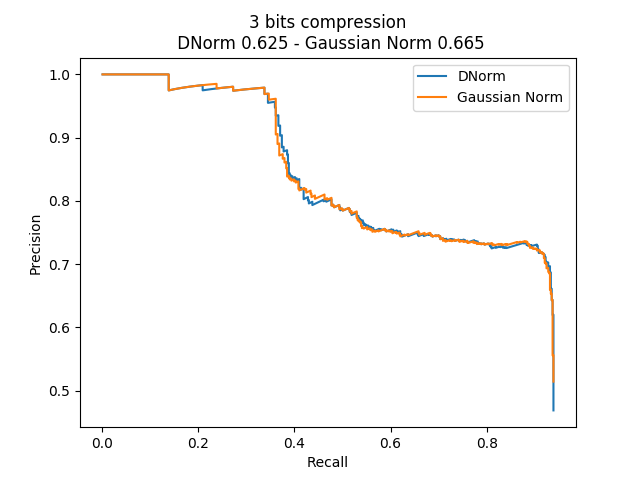 3 bits compression
DNorm 0.625 - Gaussian Norm 0.665
DNorm
Gaussian Norm
Precision
1.0
0.9
0.8
0.7
0.6
0.5
0.0 0.2 0.4 0.6 0.8
Recall